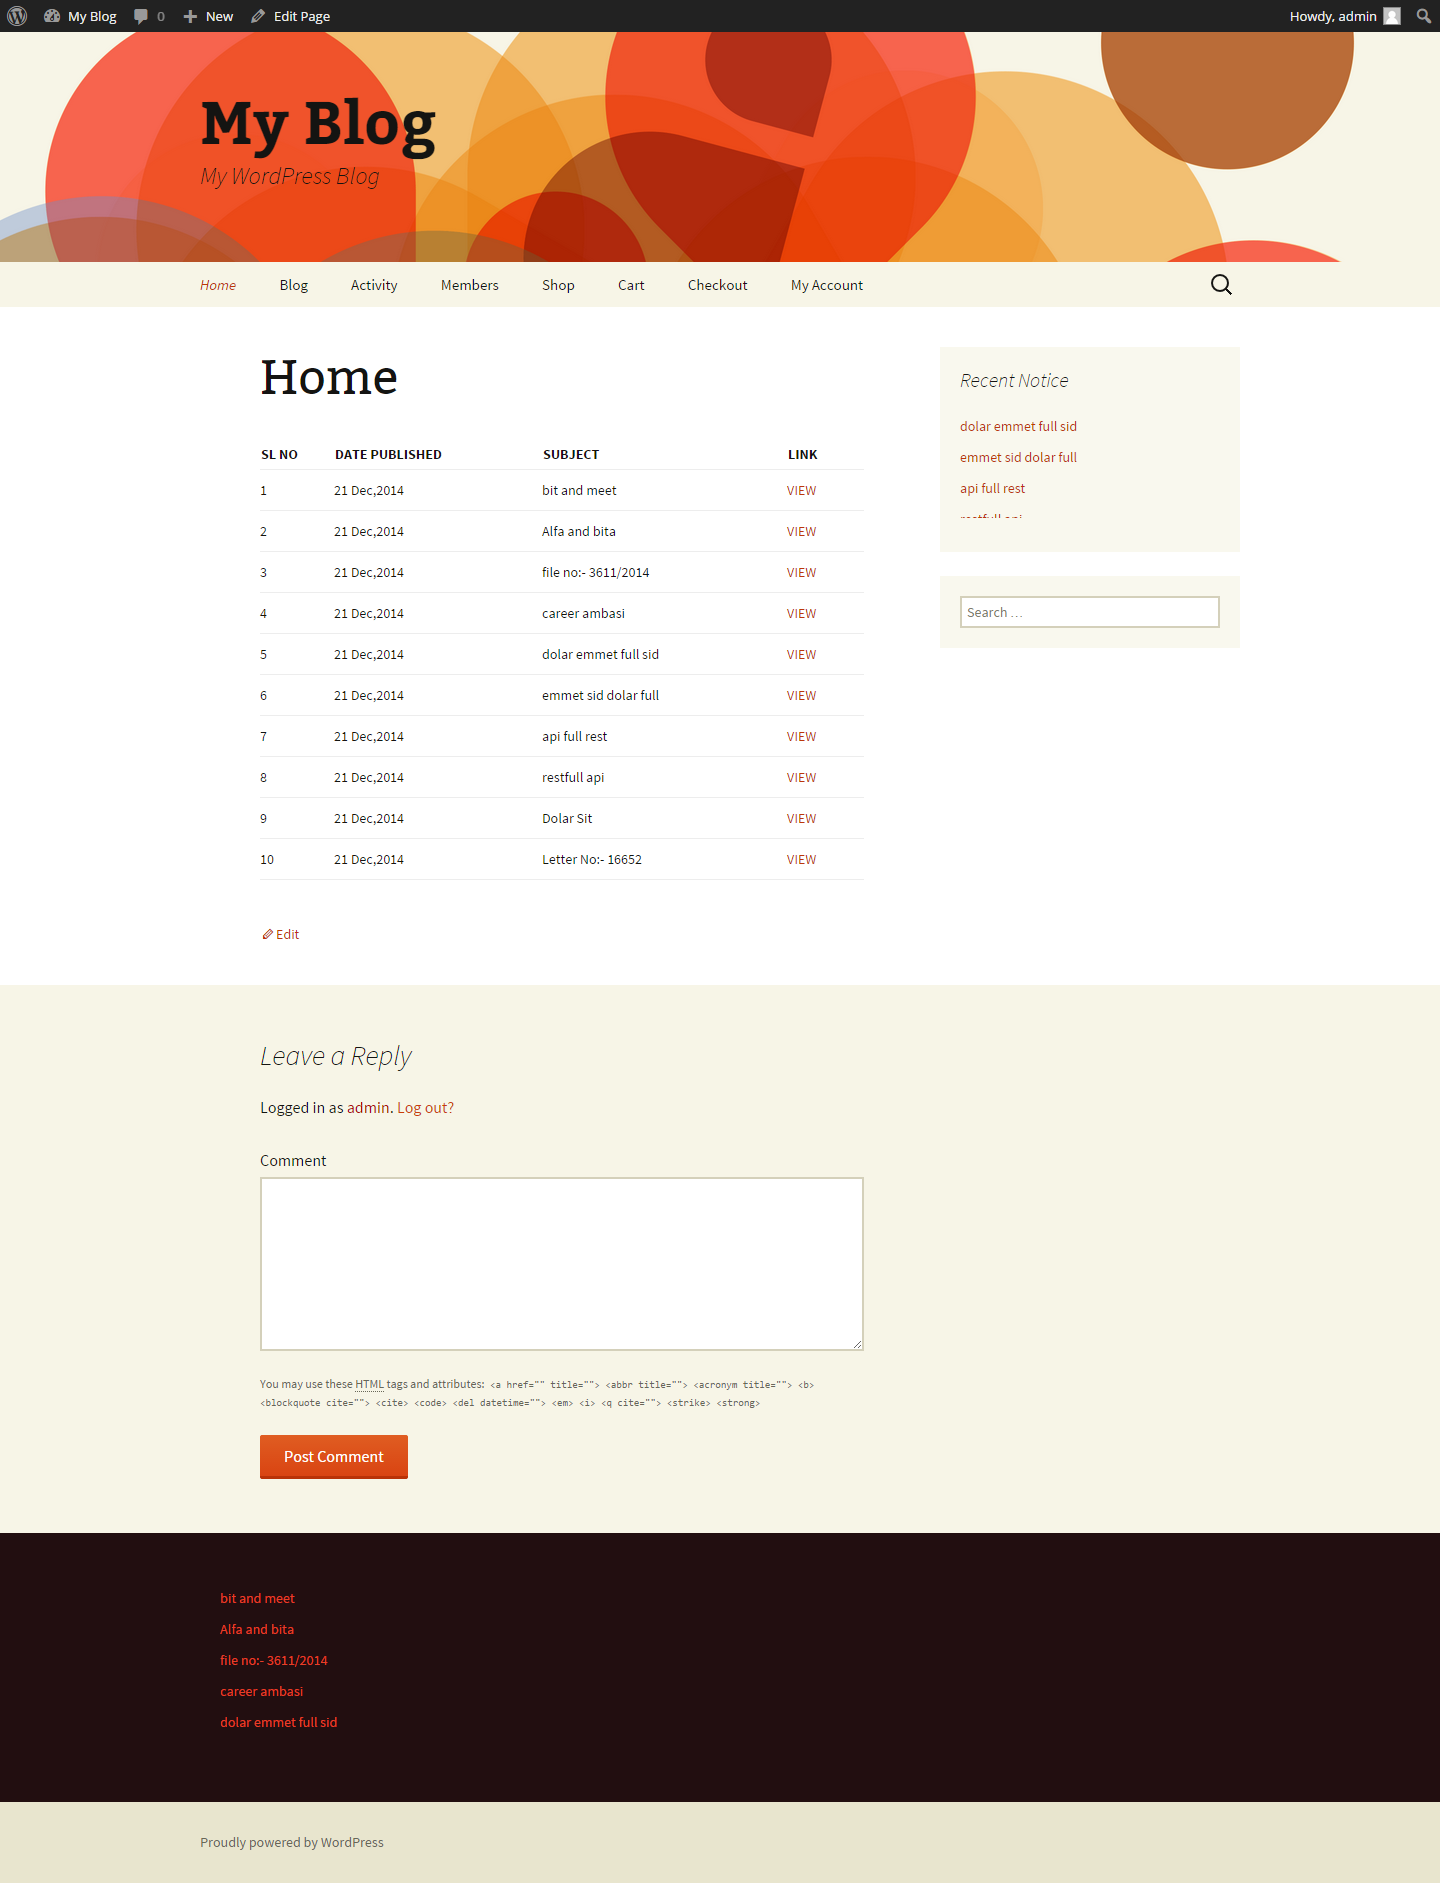 My Blog 0 New Edit Page Howdy, admin
My Blog
My WordPress Blog
Home Blog Activity Members Shop Cart Checkout My Account
Home
SL NO DATE PUBLISHED SUBJECT LINK
1 21 Dec,2014 bit and meet VIEW
2 21 Dec,2014 Alfa and bita VIEW
3 21 Dec,2014 file no:- 3611/2014 VIEW
4 21 Dec,2014 career ambasi VIEW
5 21 Dec,2014 dolar emmet full sid VIEW
6 21 Dec,2014 emmet sid dolar full VIEW
7 21 Dec,2014 api full rest VIEW
8 21 Dec,2014 restfull api VIEW
9 21 Dec,2014 Dolar Sit VIEW
10 21 Dec,2014 Letter No:- 16652 VIEW
Edit
Recent Notice
dolar emmet full sid
emmet sid dolar full
api full rest
restfull api
Search …
Leave a Reply
Logged in as admin. Log out?
Comment
You may use these HTML tags and attributes: <a href="" title=""> <abbr title=""> <acronym title=""> <b>
<blockquote cite=""> <cite> <code> <del datetime=""> <em> <i> <q cite=""> <strike> <strong>
Post Comment
bit and meet
Alfa and bita
file no:- 3611/2014
career ambasi
dolar emmet full sid
Proudly powered by WordPress